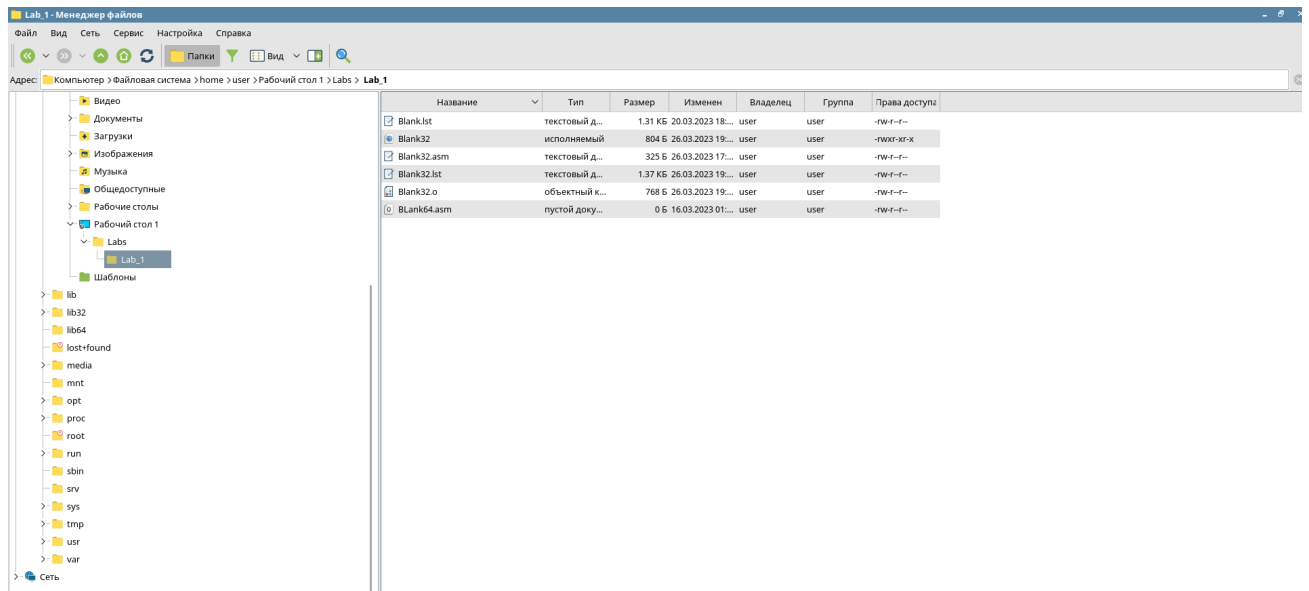 Lab_1 - Менеджер файлов
Файл Вид Сеть Сервис Настройка Справка
Папки Вид
Адрес: Компьютер > Файловая система > home > user > Рабочий стол 1 > Labs > Lab_1
Видео
Документы
Загрузки
Изображения
Музыка
Общедоступные
Рабочие столы
Рабочий стол 1
Labs
Lab_1
Шаблоны
lib
lib32
lib64
lost+found
media
mnt
opt
proc
root
run
sbin
srv
sys
tmp
usr
var
Сеть
Название Тип Размер Изменен Владелец Группа Права доступа
Blank.lst текстовый д... 1.31 КБ 20.03.2023 18:... user user -rw-r--r--
Blank32 исполняемый 804 Б 26.03.2023 19:... user user -rwxr-xr-x
Blank32.asm текстовый д... 325 Б 26.03.2023 17:... user user -rw-r--r--
Blank32.lst текстовый д... 1.37 КБ 26.03.2023 19:... user user -rw-r--r--
Blank32.o объектный к... 768 Б 26.03.2023 19:... user user -rw-r--r--
BLank64.asm пустой доку... 0 Б 16.03.2023 01:... user user -rw-r--r--